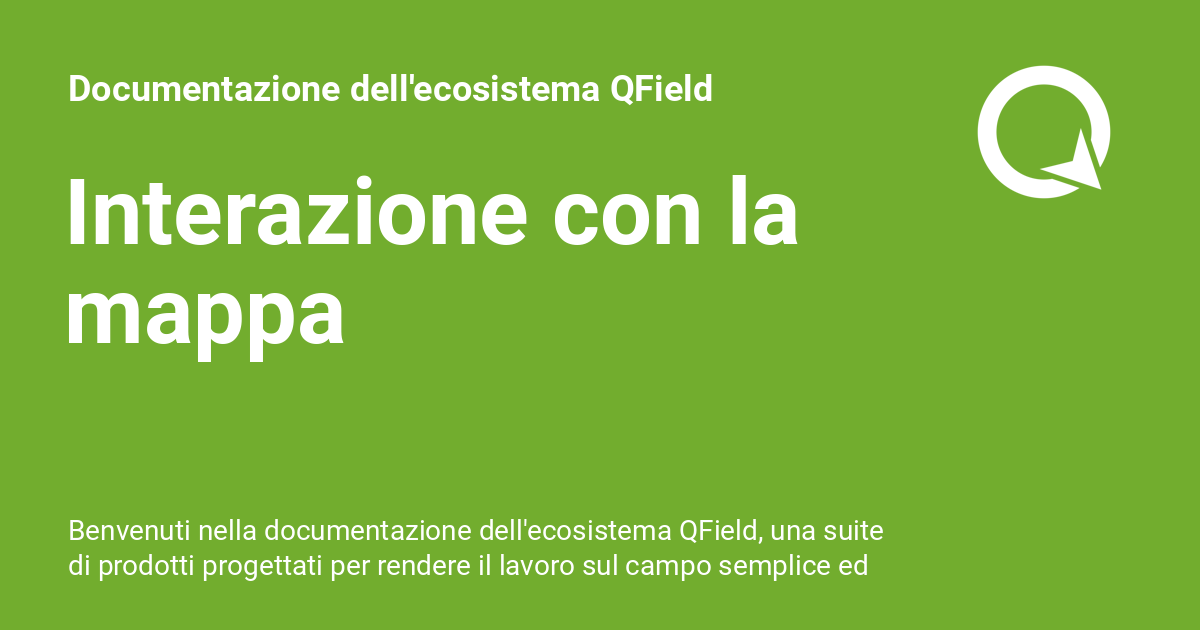 Documentazione dell'ecosistema QField
Interazione con la
mappa
Benvenuti nella documentazione dell'ecosistema QField, una suite
di prodotti progettati per rendere il lavoro sul campo semplice ed